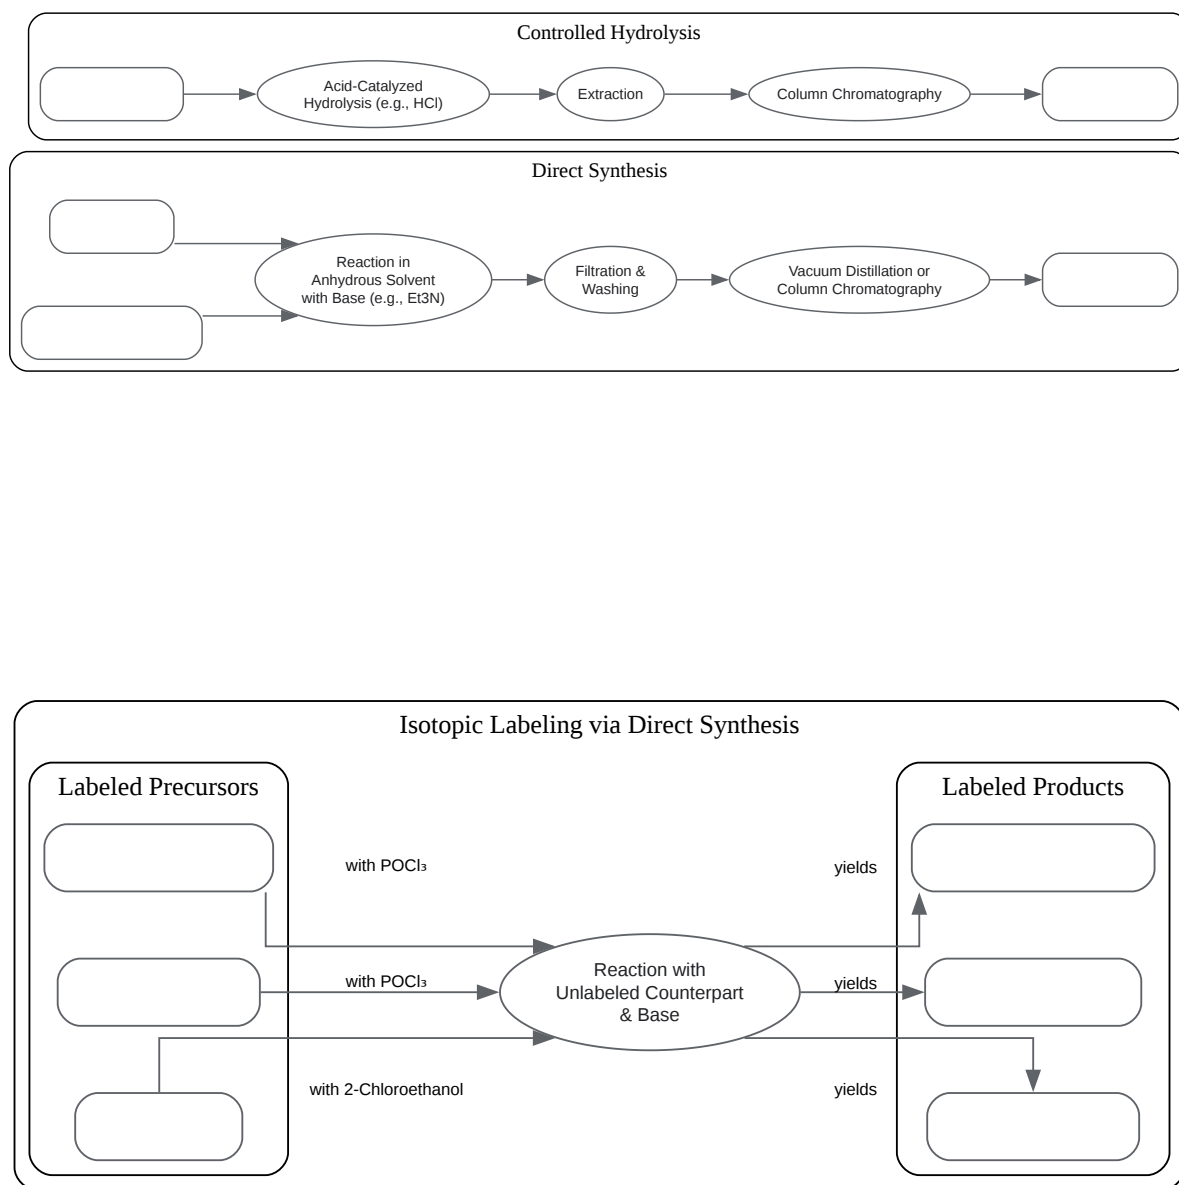 Controlled Hydrolysis
Acid-Catalyzed
Hydrolysis (e.g., HCl)
Extraction
Column Chromatography
Direct Synthesis
Reaction in
Anhydrous Solvent
with Base (e.g., Et3N)
Filtration &
Washing
Vacuum Distillation or
Column Chromatography
Isotopic Labeling via Direct Synthesis
Labeled Precursors
Labeled Products
with POCl₃
yields
with POCl₃
Reaction with
Unlabeled Counterpart
& Base
yields
with 2-Chloroethanol
yields